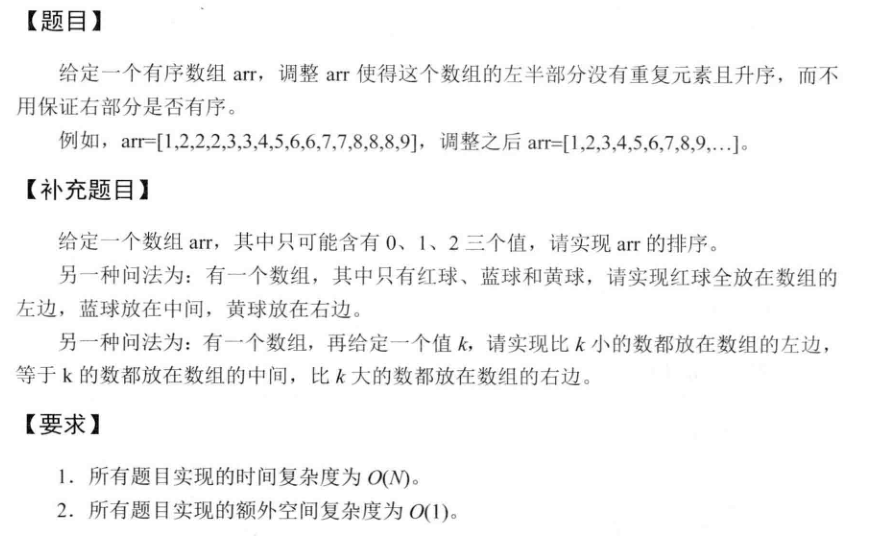 【题目】
给定一个有序数组 arr，调整 arr 使得这个数组的左半部分没有重复元素且升序，而不
用保证右部分是否有序。
例如，arr=[1,2,2,2,3,3,4,5,6,6,7,7,8,8,8,9]，调整之后 arr=[1,2,3,4,5,6,7,8,9,…]。
【补充题目】
给定一个数组 arr，其中只可能含有 0、1、2 三个值，请实现 arr 的排序。
另一种问法为：有一个数组，其中只有红球、蓝球和黄球，请实现红球全放在数组的
左边，蓝球放在中间，黄球放在右边。
另一种问法为：有一个数组，再给定一个值 k，请实现比 k 小的数都放在数组的左边，
等于 k 的数都放在数组的中间，比 k 大的数都放在数组的右边。
【要求】
1．所有题目实现的时间复杂度为 O(N)。
2．所有题目实现的额外空间复杂度为 O(1)。